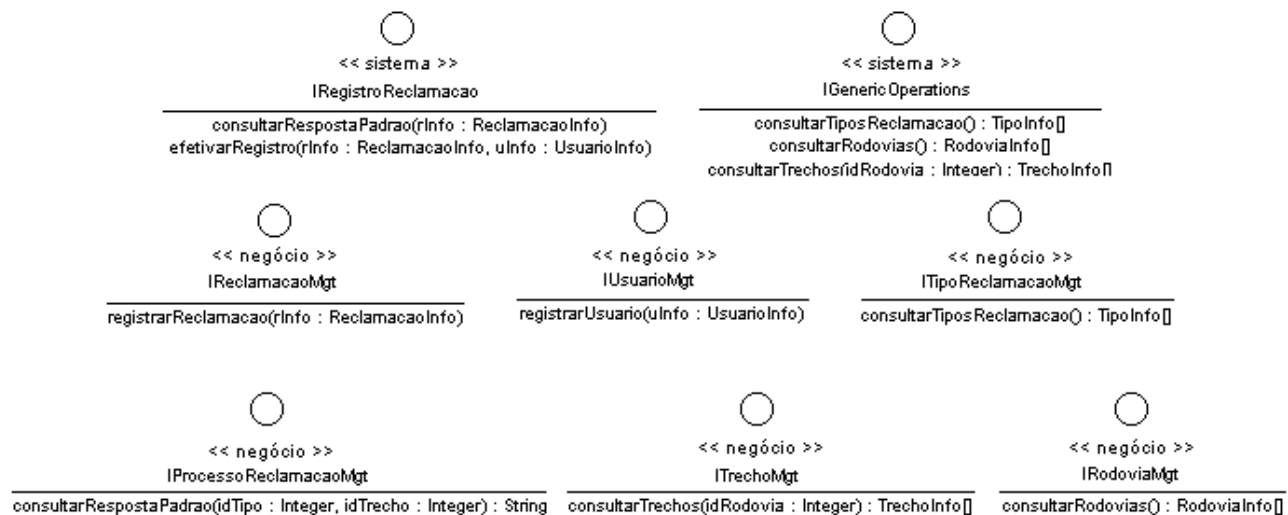 << sistema >>
IRegistroReclamacao
consultarRespostaPadrao(rInfo : ReclamacaoInfo)
efetivarRegistro(rInfo : ReclamacaoInfo, uInfo : UsuarioInfo)
<< sistema >>
IGenericOperations
consultarTiposReclamacao() : TipoInfo[]
consultarRodovias() : RodoviaInfo[]
consultarTrechos(idRodovia : Integer) : TrechoInfo[]
<< negócio >>
IReclamacaoMgt
registrarReclamacao(rInfo : ReclamacaoInfo)
<< negócio >>
IUsuarioMgt
registrarUsuario(uInfo : UsuarioInfo)
<< negócio >>
ITipoReclamacaoMgt
consultarTiposReclamacao() : TipoInfo[]
<< negócio >>
IProcessoReclamacaoMgt
consultarRespostaPadrao(idTipo : Integer, idTrecho : Integer) : String
<< negócio >>
ITrechoMgt
consultarTrechos(idRodovia : Integer) : TrechoInfo[]
<< negócio >>
IRodoviaMgt
consultarRodovias() : RodoviaInfo[]